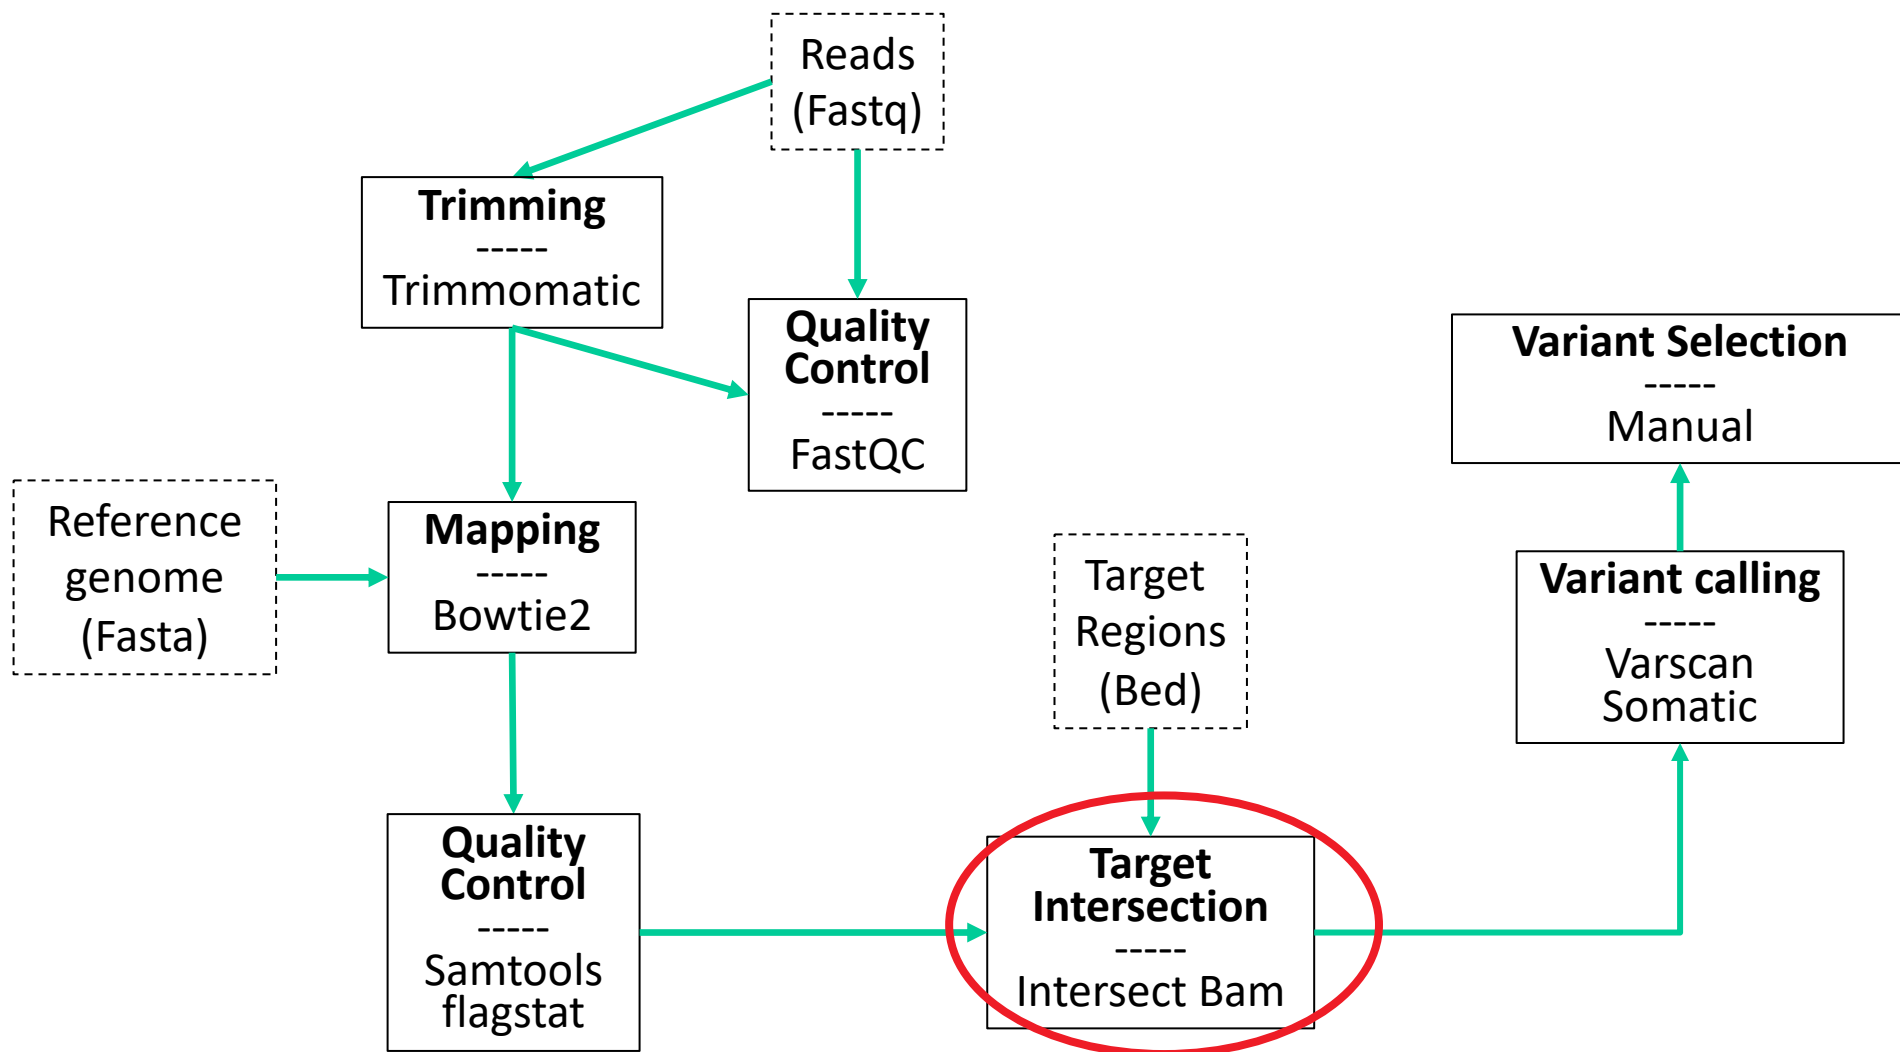 Reads
(Fastq)
Trimming
-----
Trimmomatic
Quality
Control
-----
FastQC
Reference
genome
(Fasta)
Mapping
-----
Bowtie2
Quality
Control
-----
Samtools
flagstat
Target
Regions
(Bed)
Target
Intersection
-----
Intersect Bam
Variant calling
-----
Varscan
Somatic
Variant Selection
-----
Manual